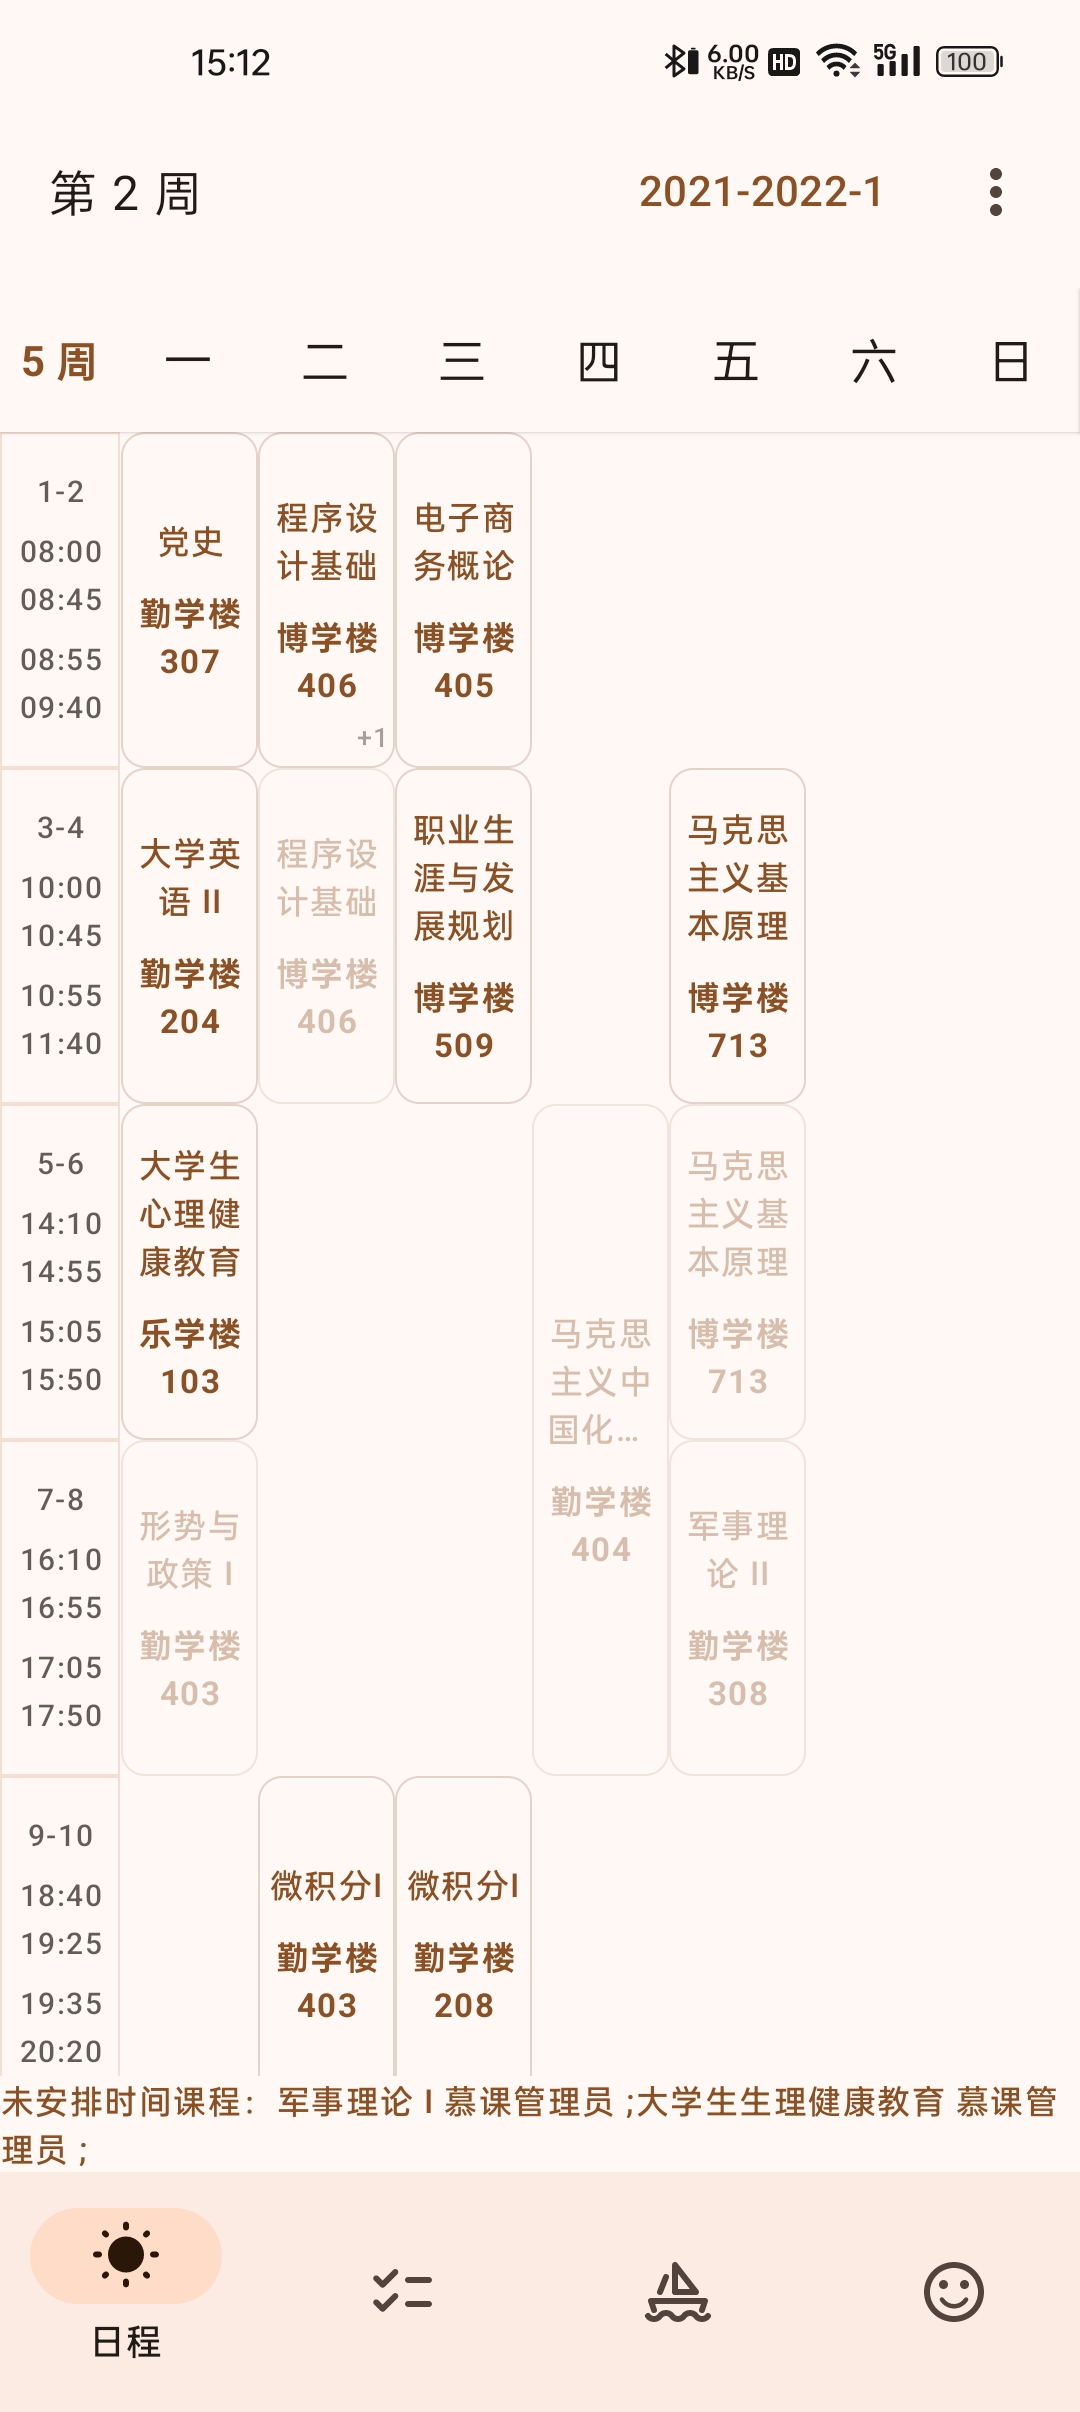 15:12
6.00
KB/S
HD
5G
100
第 2 周
2021-2022-1
5 周
一
二
三
四
五
六
日
1-2
08:00
08:45
08:55
09:40
党史
勤学楼
307
程序设
计基础
博学楼
406
+1
电子商
务概论
博学楼
405
3-4
10:00
10:45
10:55
11:40
大学英
语 II
勤学楼
204
程序设
计基础
博学楼
406
职业生
涯与发
展规划
博学楼
509
马克思
主义基
本原理
博学楼
713
5-6
14:10
14:55
15:05
15:50
大学生
心理健
康教育
乐学楼
103
马克思
主义中
国化...
勤学楼
404
马克思
主义基
本原理
博学楼
713
7-8
16:10
16:55
17:05
17:50
形势与
政策 I
勤学楼
403
军事理
论 II
勤学楼
308
9-10
18:40
19:25
19:35
20:20
微积分I
勤学楼
403
微积分I
勤学楼
208
未安排时间课程： 军事理论 I 慕课管理员 ;大学生生理健康教育 慕课管
理员 ;
日程